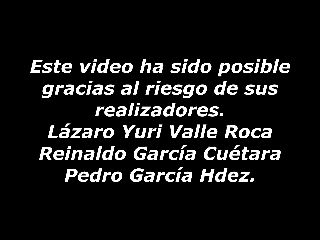 Este video ha sido posible
gracias al riesgo de sus
realizadores.
Lázaro Yuri Valle Roca
Reinaldo García Cuétara
Pedro García Hdez.